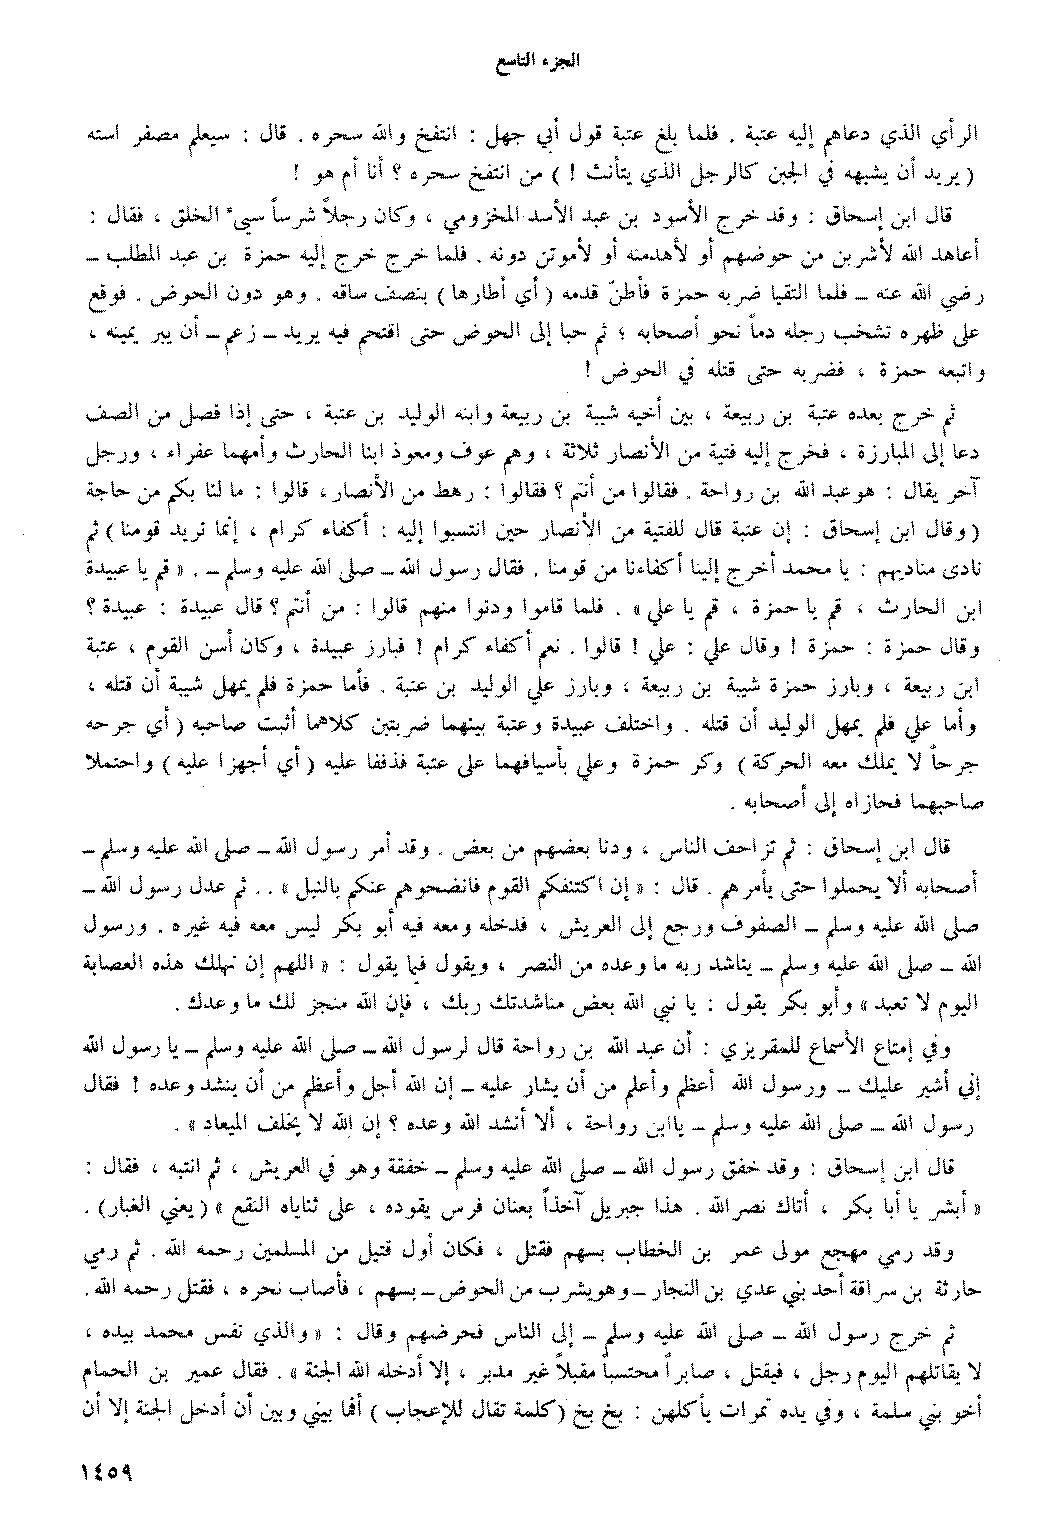 الجزء التاسع
الرأي الذي دعاهم إليه عتبة . فلما بلغ عتبة قول أبي جهل : انتفخ والله سحره . قال : سيعلم مصفر استه
( يريد أن يشبهه في الجبن كالرجل الذي يتأنث ! ) من انتفخ سحره ؟ أنا أم هو !
قال ابن إسحاق : وقد خرج الأسود بن عبد الأسد المخزومي ، وكان رجلاً شرساً سيىء الخلق ، فقال :
أعاهد الله لأشربن من حوضهم أو لأهدمنه أو لأموتن دونه . فلما خرج خرج إليه حمزة بن عبد المطلب ــ
رضي الله عنه ــ فلما التقيا ضربه حمزة فأطنّ قدمه ( أي أطارها ) بنصف ساقه . وهو دون الحوض . فوقع
على ظهره تشخب رجله دماً نحو أصحابه ؛ ثم حبا إلى الحوض حتى اقتحم فيه يريد ــ زعم ــ أن يبر يمينه ،
واتبعه حمزة ، فضربه حتى قتله في الحوض !
ثم خرج بعده عتبة بن ربيعة ، بين أخيه شيبة بن ربيعة وابنه الوليد بن عتبة ، حتى إذا فصل من الصف
دعا إلى المبارزة ، فخرج إليه فتية من الأنصار ثلاثة ، وهم عوف ومعوذ ابنا الحارث وأمهما عفراء ، ورجل
آخر يقال : هو عبد الله بن رواحة . فقالوا من أنتم ؟ فقالوا : رهط من الأنصار ، قالوا : ما لنا بكم من حاجة
( وقال ابن إسحاق : إن عتبة قال للفتية من الأنصار حين انتسبوا إليه : أكفاء كرام ، إنما نريد قومنا ) ثم
نادى مناديهم : يا محمد أخرج إلينا أكفاءنا من قومنا . فقال رسول الله ــ صلى الله عليه وسلم ــ . « قم يا عبيدة
ابن الحارث ، قم يا حمزة ، قم يا علي » . فلما قاموا ودنوا منهم قالوا : من أنتم ؟ قال عبيدة : عبيدة ؟
وقال حمزة : حمزة ! وقال علي : علي ! قالوا . نعم أكفاء كرام ! فبارز عبيدة ، وكان أسن القوم ، عتبة
ابن ربيعة ، وبارز حمزة شيبة بن ربيعة ، وبارز علي الوليد بن عتبة . فأما حمزة فلم يمهل شيبة أن قتله ،
وأما علي فلم يمهل الوليد أن قتله . واختلف عبيدة وعتبة بينهما ضربتين كلاهما أثبت صاحبه ( أي جرحه
جرحاً لا يملك معه الحركة ) وكر حمزة وعلي بأسيافهما على عتبة فذففا عليه ( أي أجهزا عليه ) واحتملا
صاحبهما فحازاه إلى أصحابه .
قال ابن إسحاق : ثم تزاحف الناس ، ودنا بعضهم من بعض . وقد أمر رسول الله ــ صلى الله عليه وسلم ــ
أصحابه ألا يحملوا حتى يأمرهم . قال : « إن اكتنفكم القوم فانضحوهم عنكم بالنبل » . . ثم عدل رسول الله ــ
صلى الله عليه وسلم ــ الصفوف ورجع إلى العريش ، فدخله ومعه فيه أبو بكر ليس معه فيه غيره . ورسول
الله ــ صلى الله عليه وسلم ــ يناشد ربه ما وعده من النصر ، ويقول فيما يقول : « اللهم إن تهلك هذه العصابة
اليوم لا تعبد » وأبو بكر يقول : يا نبي الله بعض مناشدتك ربك ، فإن الله منجز لك ما وعدك .
وفي إمتاع الأسماع للمقريزي : أن عبد الله بن رواحة قال لرسول الله ــ صلى الله عليه وسلم ــ يا رسول الله
إني أشير عليك ــ ورسول الله أعظم وأعلم من أن يشار عليه ــ إن الله أجل وأعظم من أن ينشد وعده ! فقال
رسول الله ــ صلى الله عليه وسلم ــ يا ابن رواحة ، ألا أنشد الله وعده ؟ إن الله لا يخلف الميعاد » .
قال ابن إسحاق : وقد خفق رسول الله ــ صلى الله عليه وسلم ــ خفقة وهو في العريش ، ثم انتبه ، فقال :
« أبشر يا أبا بكر ، أتاك نصر الله . هذا جبريل آخذاً بعنان فرس يقوده ، على ثناياه النقع » ( يعني الغبار ) .
وقد رمي مهجع مولى عمر بن الخطاب بسهم فقتل ، فكان أول قتيل من المسلمين رحمه الله . ثم رمي
حارثة بن سراقة أحد بني عدي بن النجار ــ وهو يشرب من الحوض ــ بسهم ، فأصاب نحره ، فقتل رحمه الله .
ثم خرج رسول الله ــ صلى الله عليه وسلم ــ إلى الناس فحرضهم وقال : « والذي نفس محمد بيده ،
لا يقاتلهم اليوم رجل ، فيقتل ، صابراً محتسباً مقبلاً غير مدبر ، إلا أدخله الله الجنة » . فقال عمير بن الحمام
أخو بني سلمة ، وفي يده تمرات يأكلهن : بخ بخ ( كلمة تقال للإعجاب ) أفما بيني وبين أن أدخل الجنة إلا أن
١٤٥٩